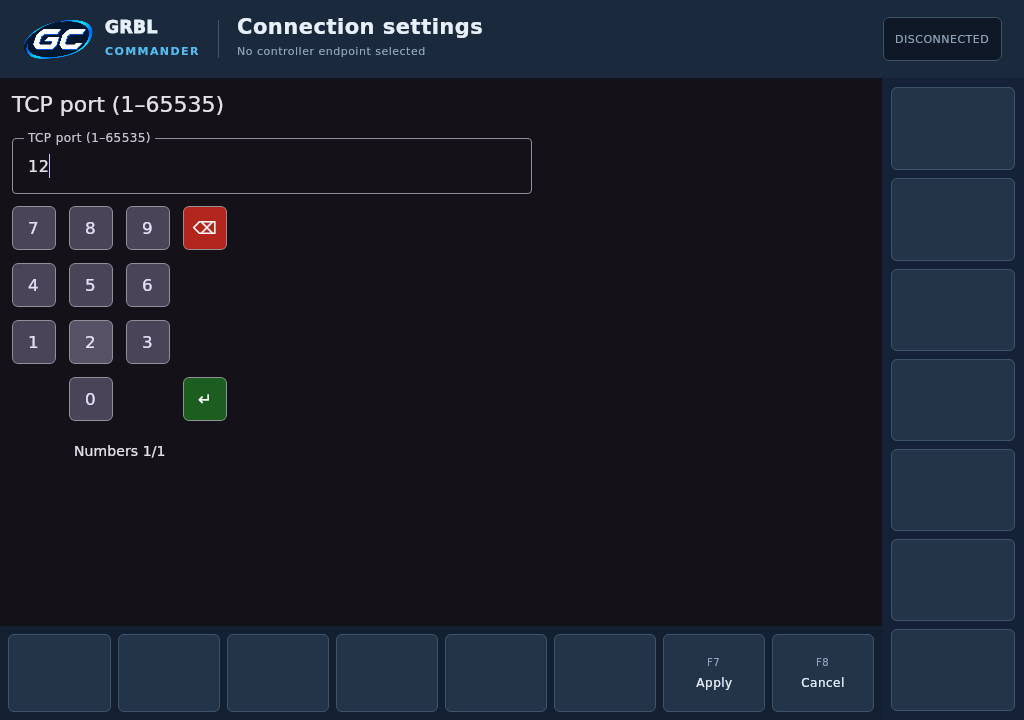 GC
GRBL
COMMANDER
Connection settings
No controller endpoint selected
DISCONNECTED
TCP port (1–65535)
TCP port (1–65535)
12
7 8 9 ⌫
4 5 6
1 2 3
0 ↵
Numbers 1/1
F7
Apply
F8
Cancel